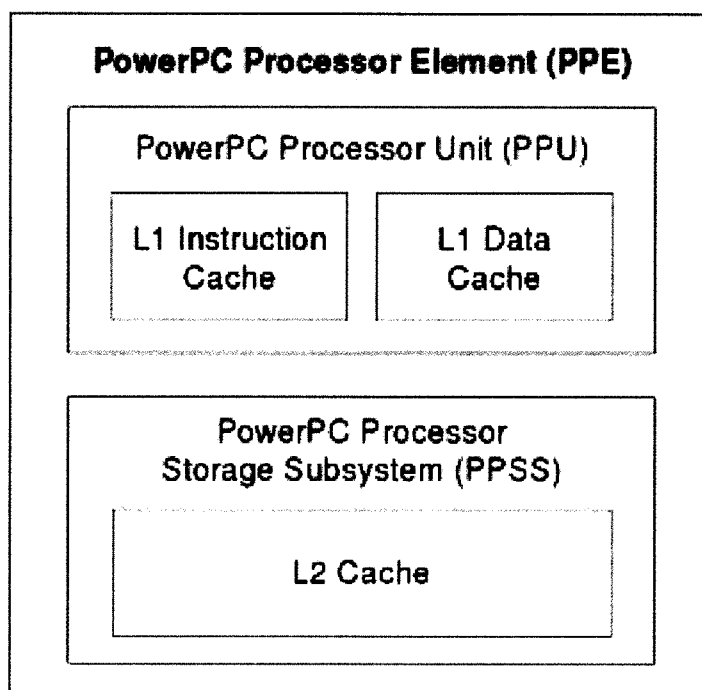 PowerPC Processor Element (PPE)
PowerPC Processor Unit (PPU)
L1 Instruction
Cache
L1 Data
Cache
PowerPC Processor
Storage Subsystem (PPSS)
L2 Cache